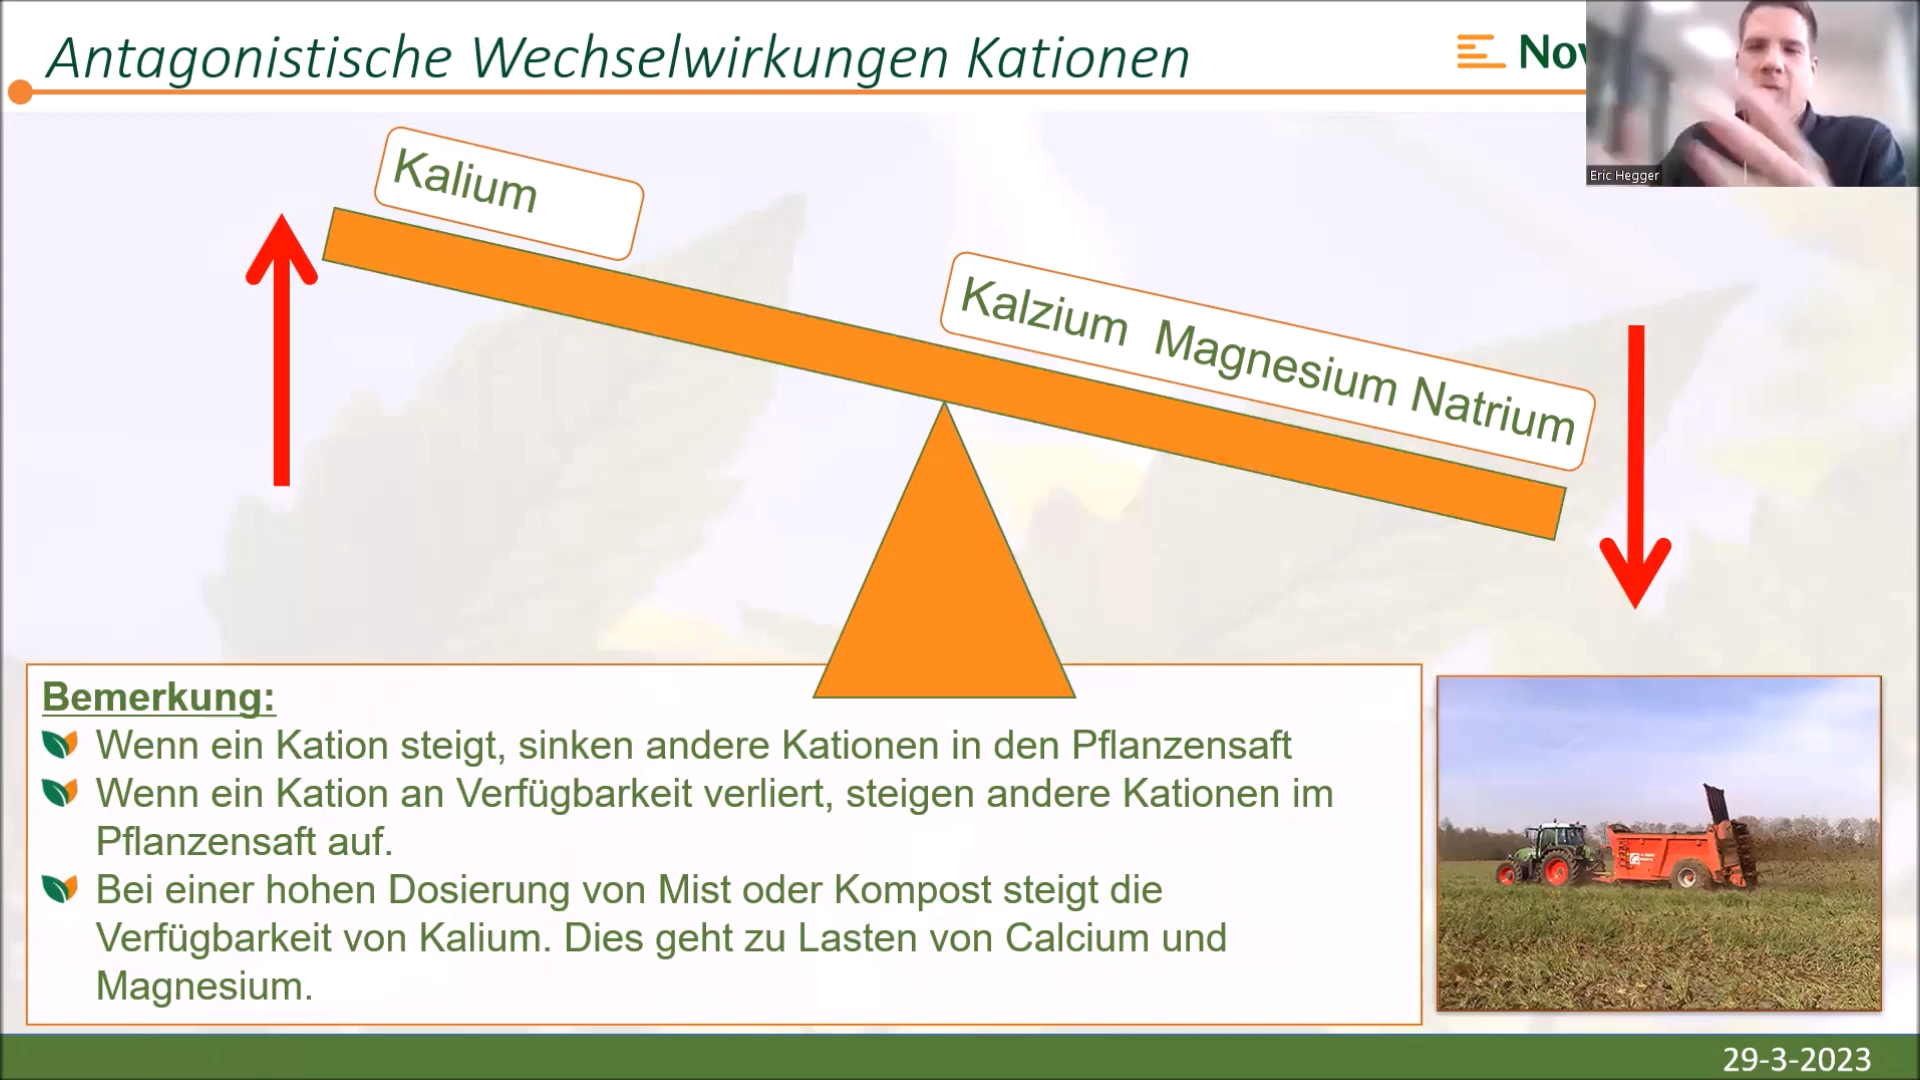 Antagonistische Wechselwirkungen Kationen
Eric Hegger
Kalium
Kalzium Magnesium Natrium
Bemerkung:
Wenn ein Kation steigt, sinken andere Kationen in den Pflanzensaft
Wenn ein Kation an Verfügbarkeit verliert, steigen andere Kationen im
Pflanzensaft auf.
Bei einer hohen Dosierung von Mist oder Kompost steigt die
Verfügbarkeit von Kalium. Dies geht zu Lasten von Calcium und
Magnesium.
29-3-2023